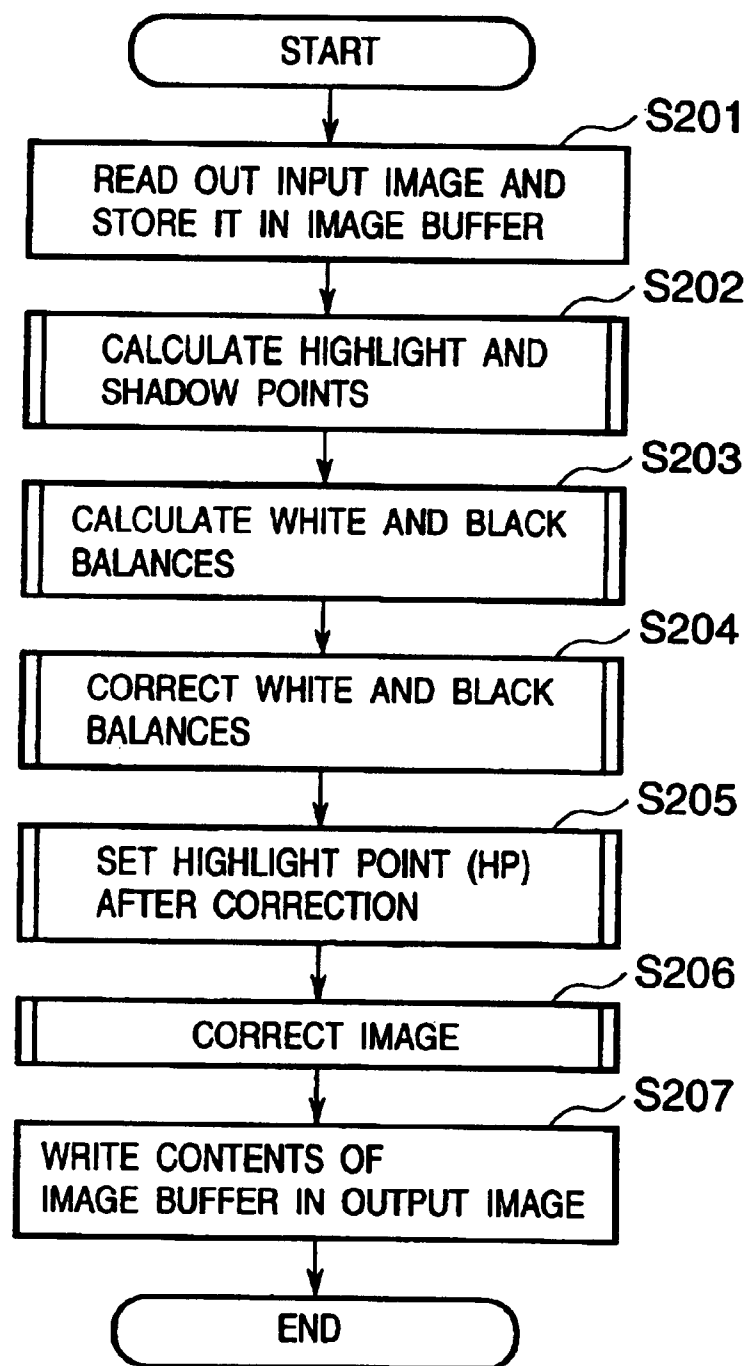 START
S201
READ OUT INPUT IMAGE AND
STORE IT IN IMAGE BUFFER
S202
CALCULATE HIGHLIGHT AND
SHADOW POINTS
S203
CALCULATE WHITE AND BLACK
BALANCES
S204
CORRECT WHITE AND BLACK
BALANCES
S205
SET HIGHLIGHT POINT (HP)
AFTER CORRECTION
S206
CORRECT IMAGE
S207
WRITE CONTENTS OF
IMAGE BUFFER IN OUTPUT IMAGE
END